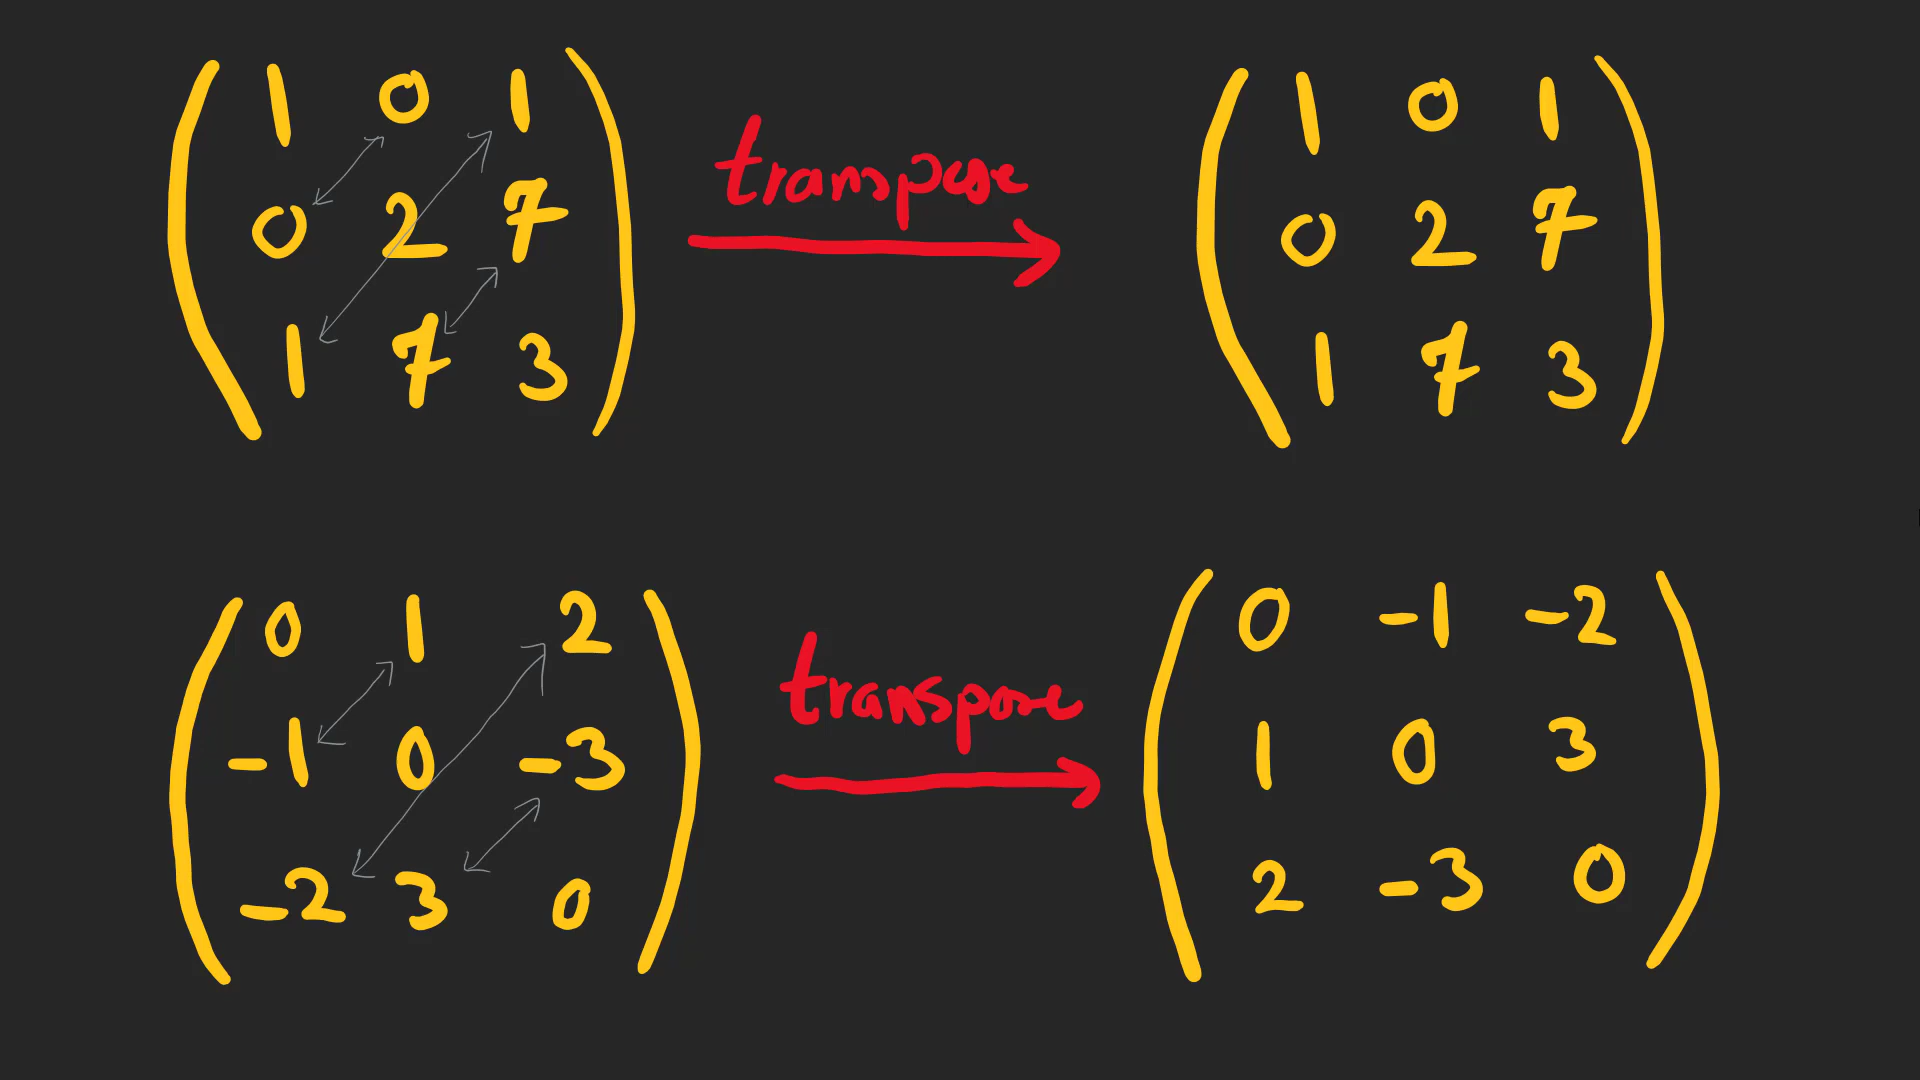 1 0 1 transpose 1 0 1
0 2 7 0 2 7
1 7 3 1 7 3
0 1 2 transpose 0 -1 -2
-1 0 -3 1 0 3
-2 3 0 2 -3 0